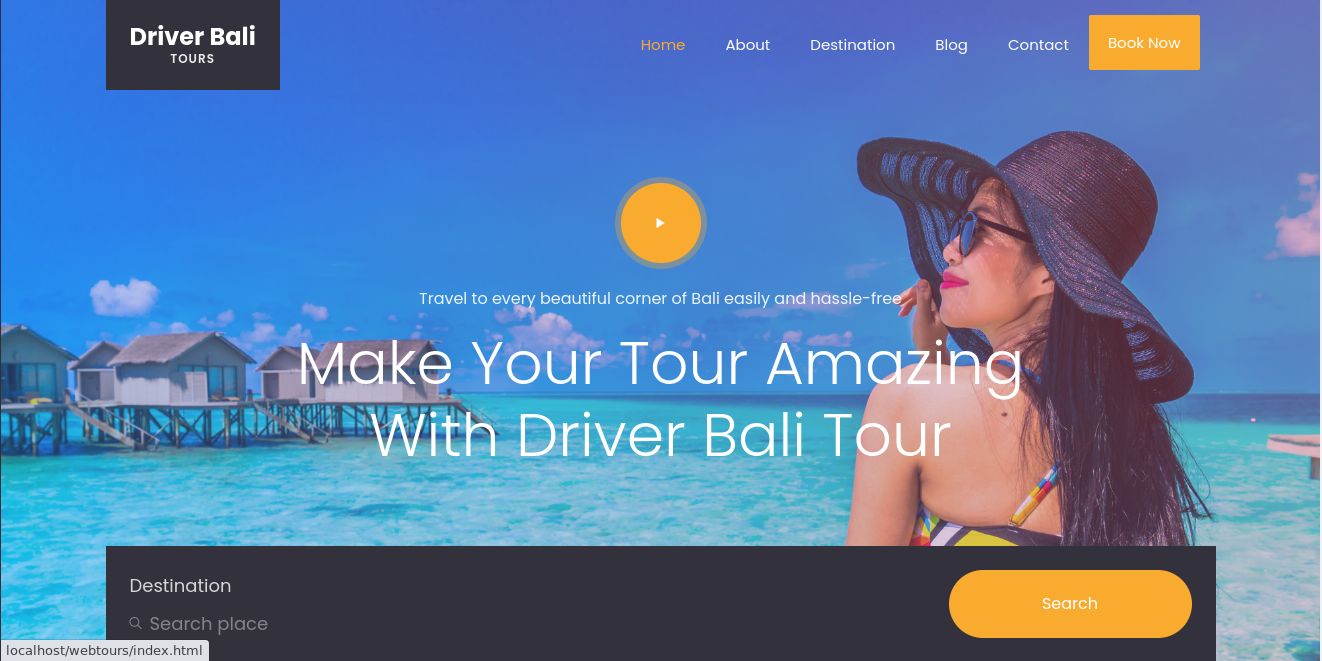 Driver Bali
TOURS
Home
About
Destination
Blog
Contact
Book Now
Travel to every beautiful corner of Bali easily and hassle-free
Make Your Tour Amazing
With Driver Bali Tour
Destination
Search place
Search
localhost/webtours/index.html